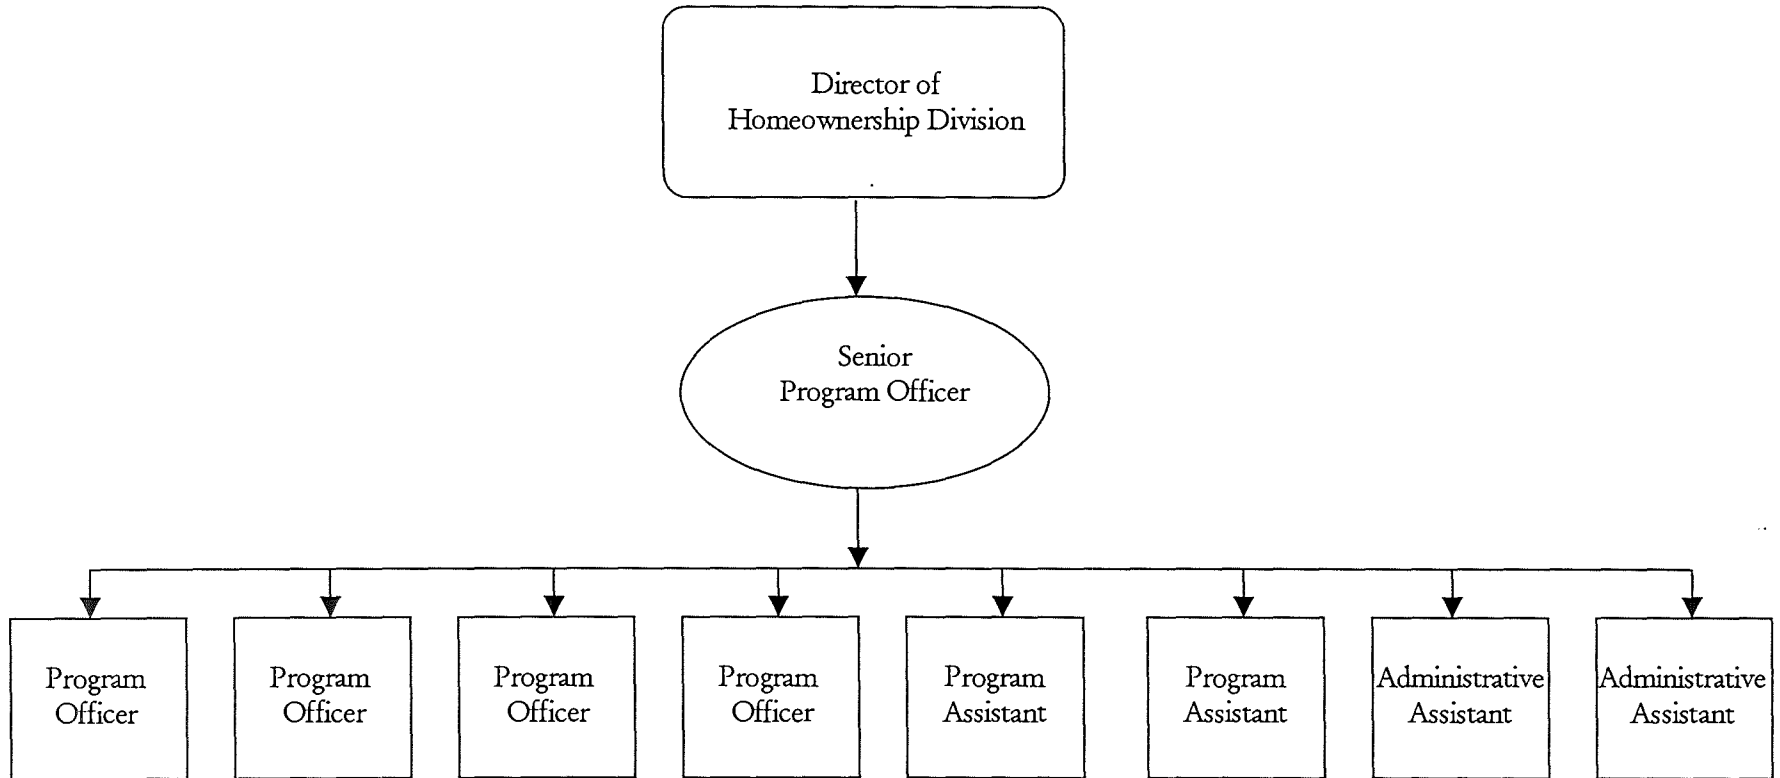 Director of
Homeownership Division
Senior
Program Officer
Program
Officer
Program
Officer
Program
Officer
Program
Officer
Program
Assistant
Program
Assistant
Administrative
Assistant
Administrative
Assistant